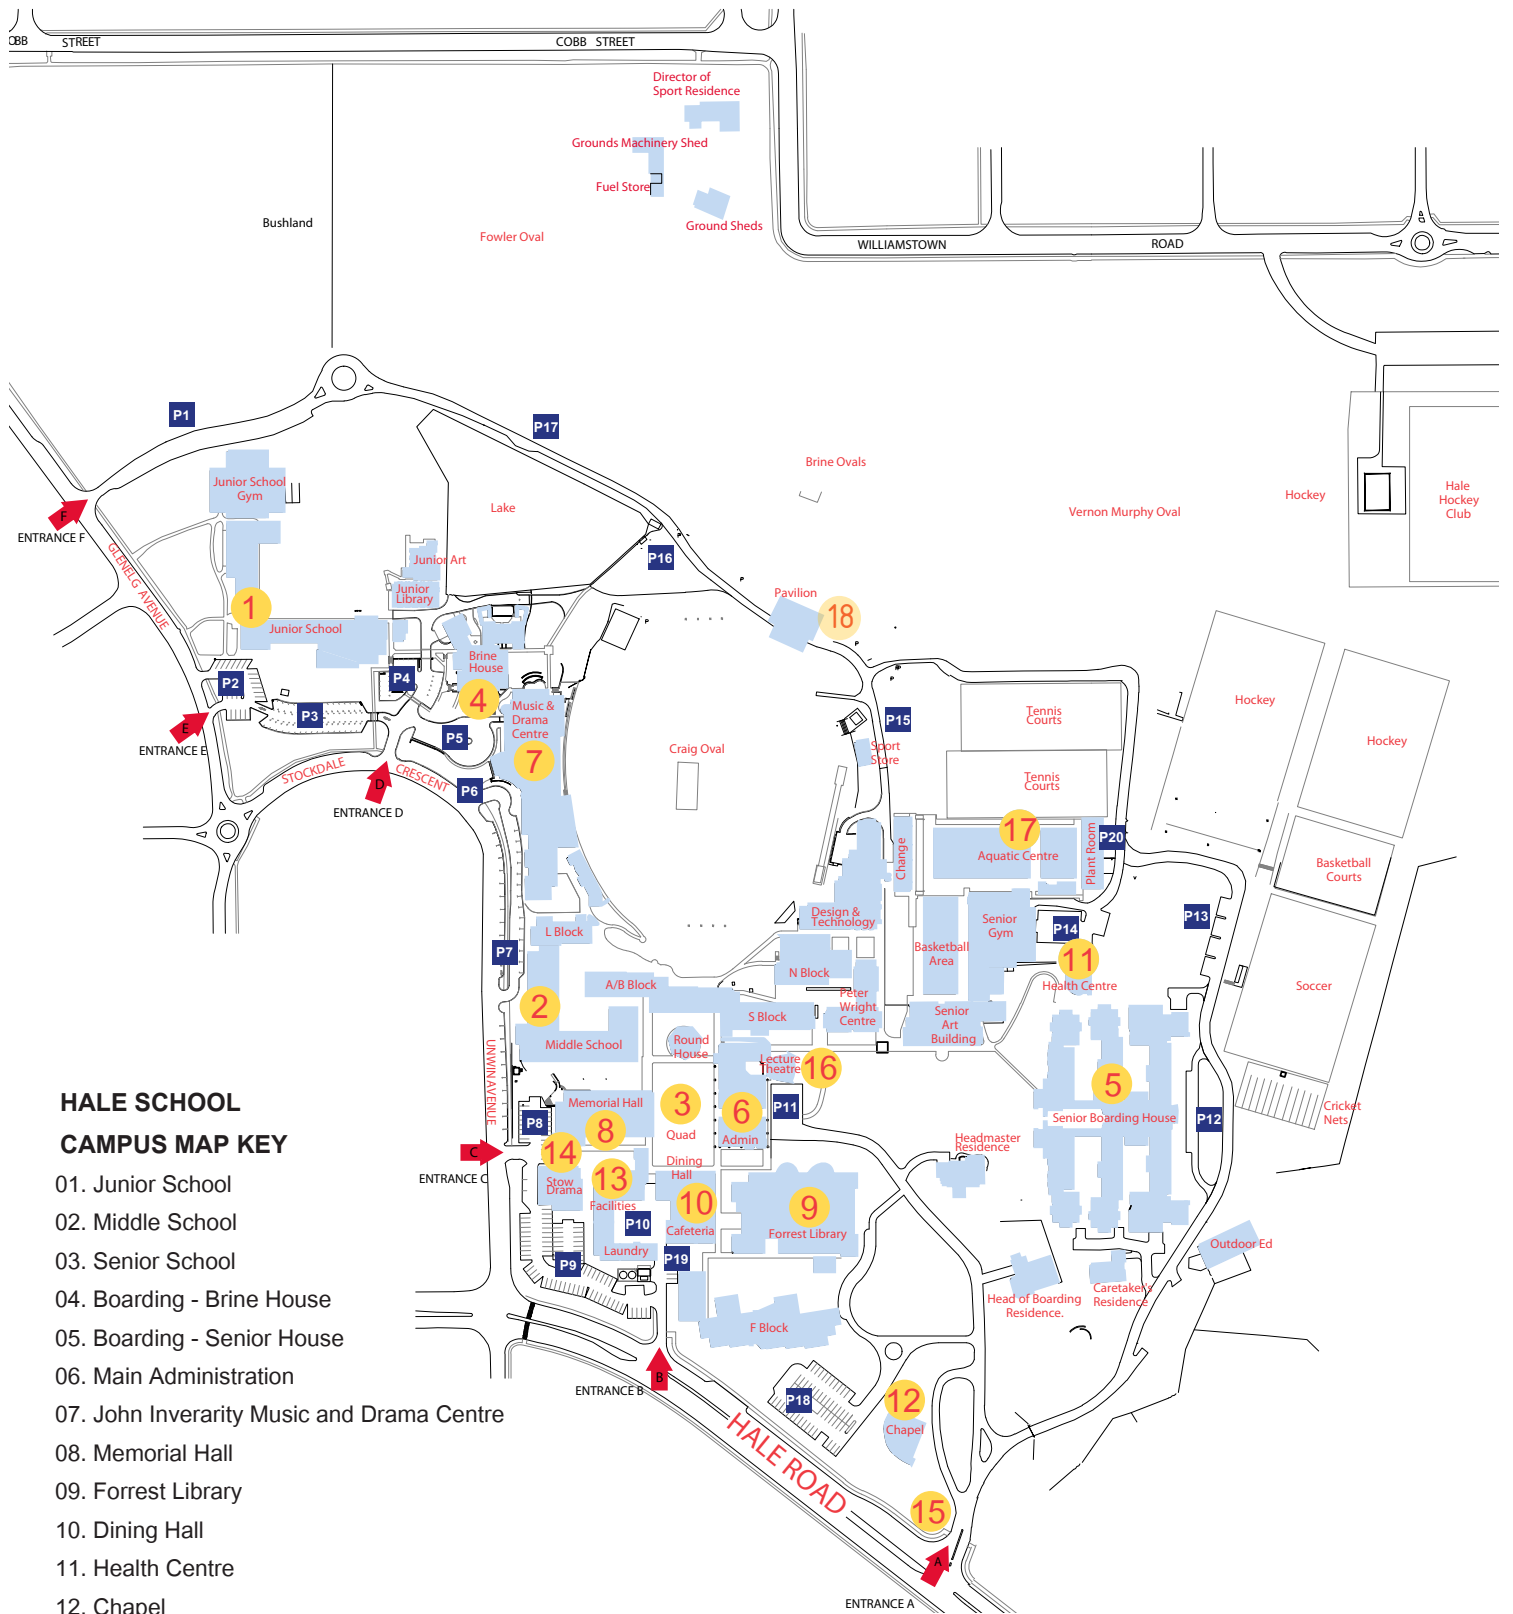 OBB STREET
COBB STREET
Director of
Sport Residence
Grounds Machinery Shed
Fuel Store
Ground Sheds
Bushland
Fowler Oval
WILLIAMSTOWN
ROAD
P1
P17
Brine Ovals
Vernon Murphy Oval
Hockey
Hale
Hockey
Club
Junior School
Gym
Lake
F
ENTRANCE F
GLENELG AVENUE
Junior Art
Junior
Library
P16
Pavilion
18
1
Junior School
Brine
House
P2
P3
P4
4
Music &
Drama
Centre
7
P5
P6
E
ENTRANCE E
STOCKDALE
CRESCENT
D
ENTRANCE D
Craig Oval
P15
Sport
Store
Tennis
Courts
Tennis
Courts
Hockey
Hockey
17
Aquatic Centre
Change
Plant Room
P20
Basketball
Courts
Design &
Technology
Senior
Gym
P14
P13
L Block
P7
Basketball
Area
11
Health Centre
N Block
A/B Block
2
Peter
Wright
Centre
Soccer
S Block
Senior
Art
Building
Middle School
Round
House
Lecture
Theatre
16
UNWIN AVENUE
5
Senior Boarding House
Cricket
Nets
Memorial Hall
8
3
Quad
6
Admin
P11
P8
P12
C
ENTRANCE C
14
Stow
Drama
13
Facilities
Dining
Hall
10
Cafeteria
Headmaster
Residence
9
Forrest Library
P10
Laundry
P9
P19
Outdoor Ed
Head of Boarding
Residence.
Caretaker's
Residence
F Block
B
ENTRANCE B
P18
12
Chapel
HALE ROAD
15
A
ENTRANCE A
HALE SCHOOL
CAMPUS MAP KEY
01. Junior School
02. Middle School
03. Senior School
04. Boarding - Brine House
05. Boarding - Senior House
06. Main Administration
07. John Inverarity Music and Drama Centre
08. Memorial Hall
09. Forrest Library
10. Dining Hall
11. Health Centre
12. Chapel